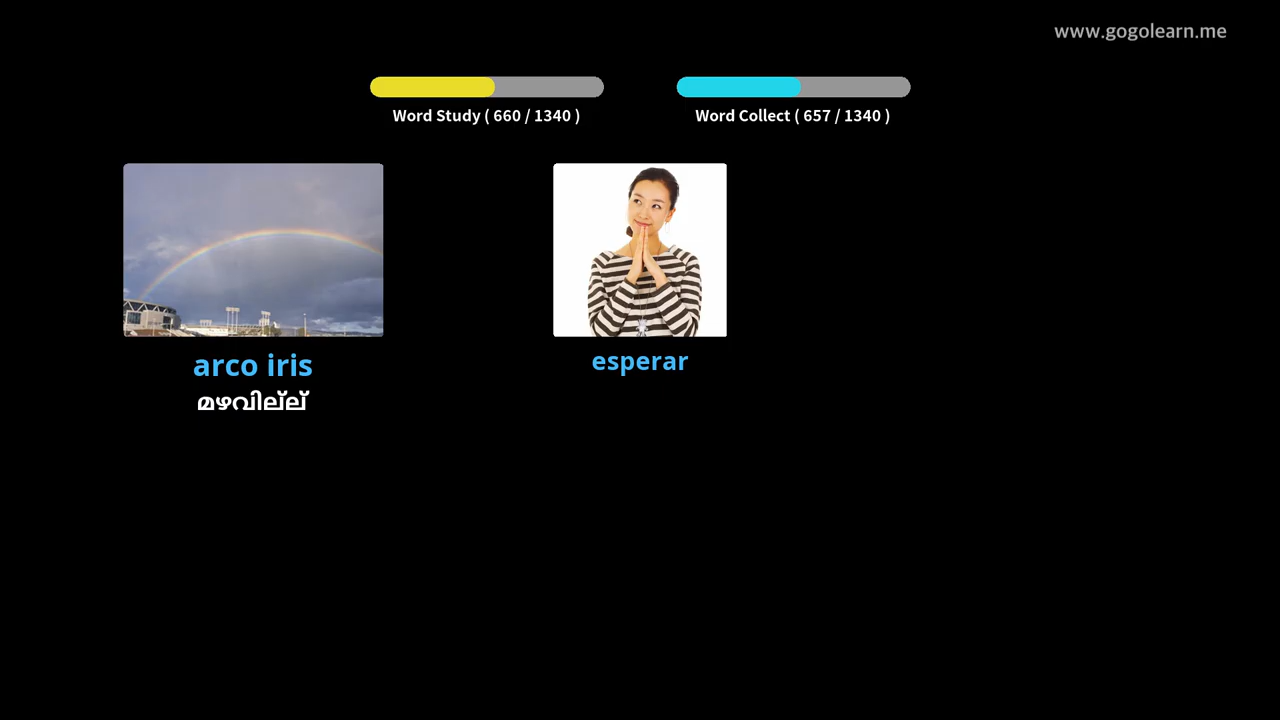 www.gogolearn.me
Word Study ( 660 / 1340 )
Word Collect ( 657 / 1340 )
arco iris
മഴവില്ല്
esperar